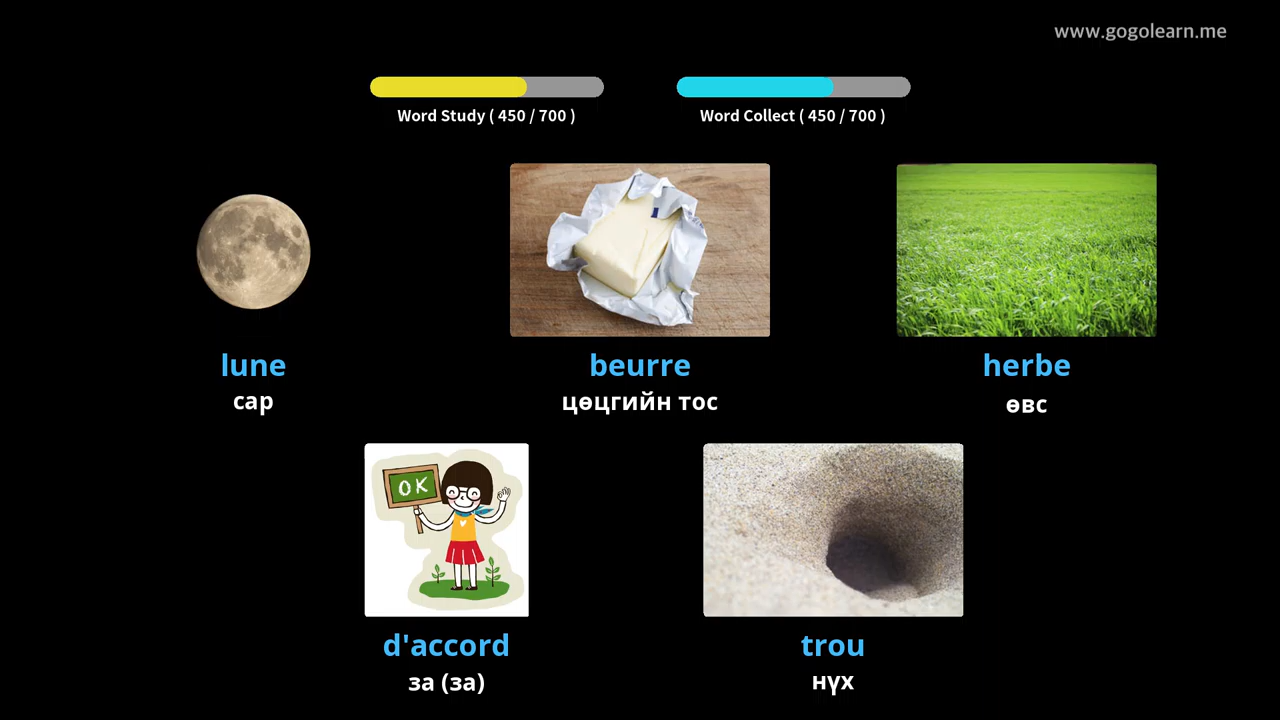 www.gogolearn.me
Word Study ( 450 / 700 )
Word Collect ( 450 / 700 )
lune
сар
beurre
цөцгийн тос
herbe
өвс
OK
d'accord
за (за)
trou
нүх